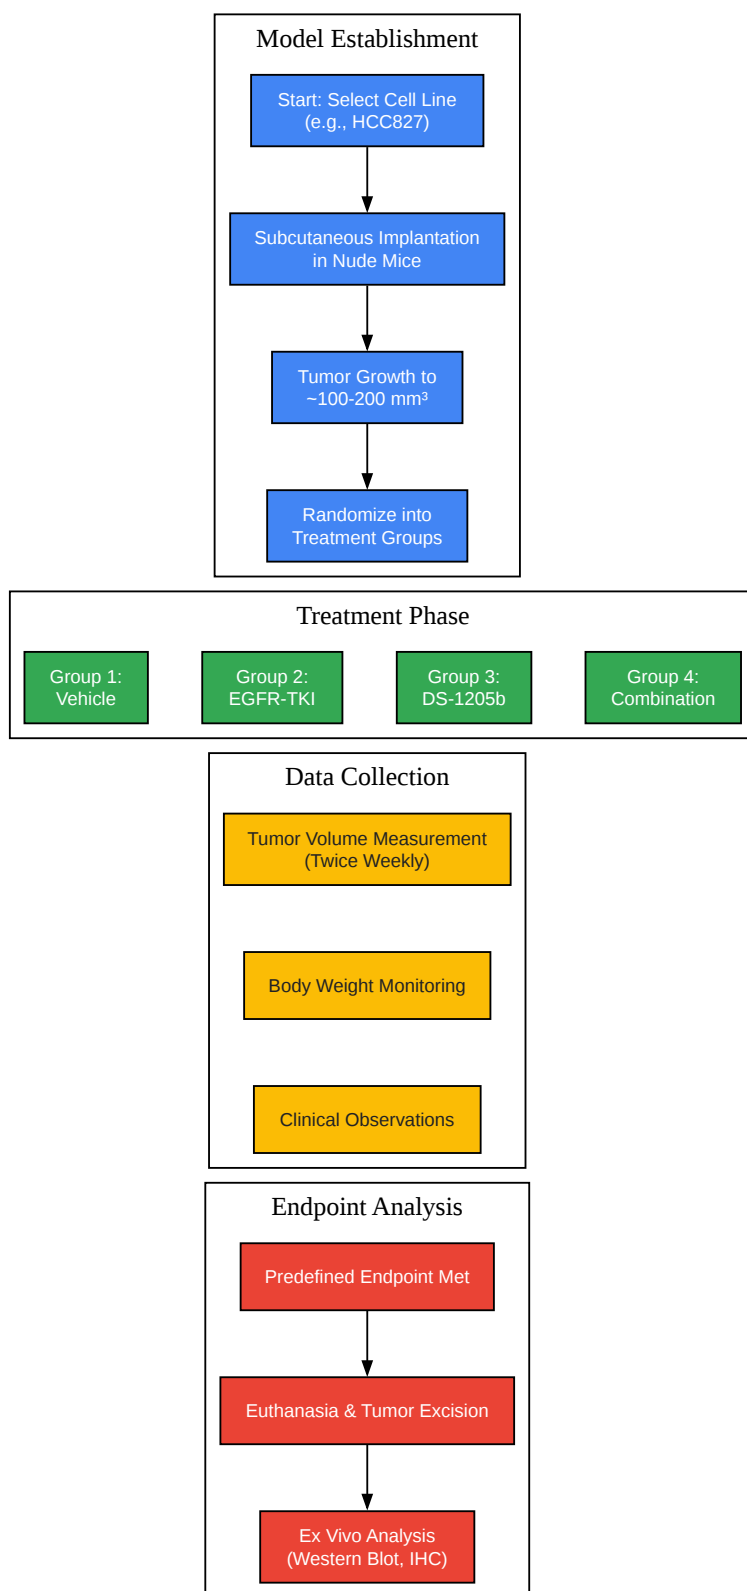 Model Establishment
Start: Select Cell Line
(e.g., HCC827)
Subcutaneous Implantation
in Nude Mice
Tumor Growth to
~100-200 mm³
Randomize into
Treatment Groups
Treatment Phase
Group 1:
Vehicle
Group 2:
EGFR-TKI
Group 3:
DS-1205b
Group 4:
Combination
Data Collection
Tumor Volume Measurement
(Twice Weekly)
Body Weight Monitoring
Clinical Observations
Endpoint Analysis
Predefined Endpoint Met
Euthanasia & Tumor Excision
Ex Vivo Analysis
(Western Blot, IHC)